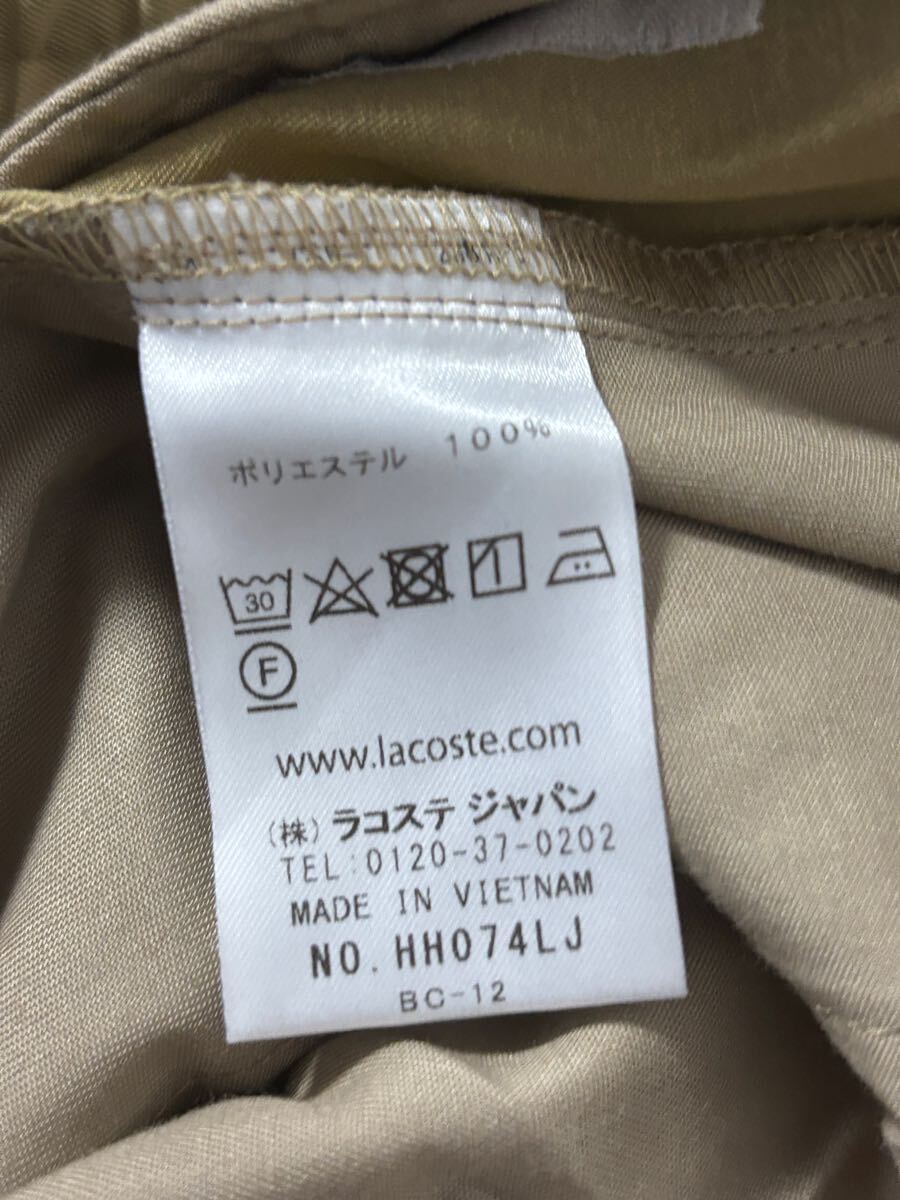 ポリエステル 100%
30
F
www.lacoste.com
(株) ラコステ ジャパン
TEL:0120-37-0202
MADE IN VIETNAM
NO. HH074LJ
BC-12